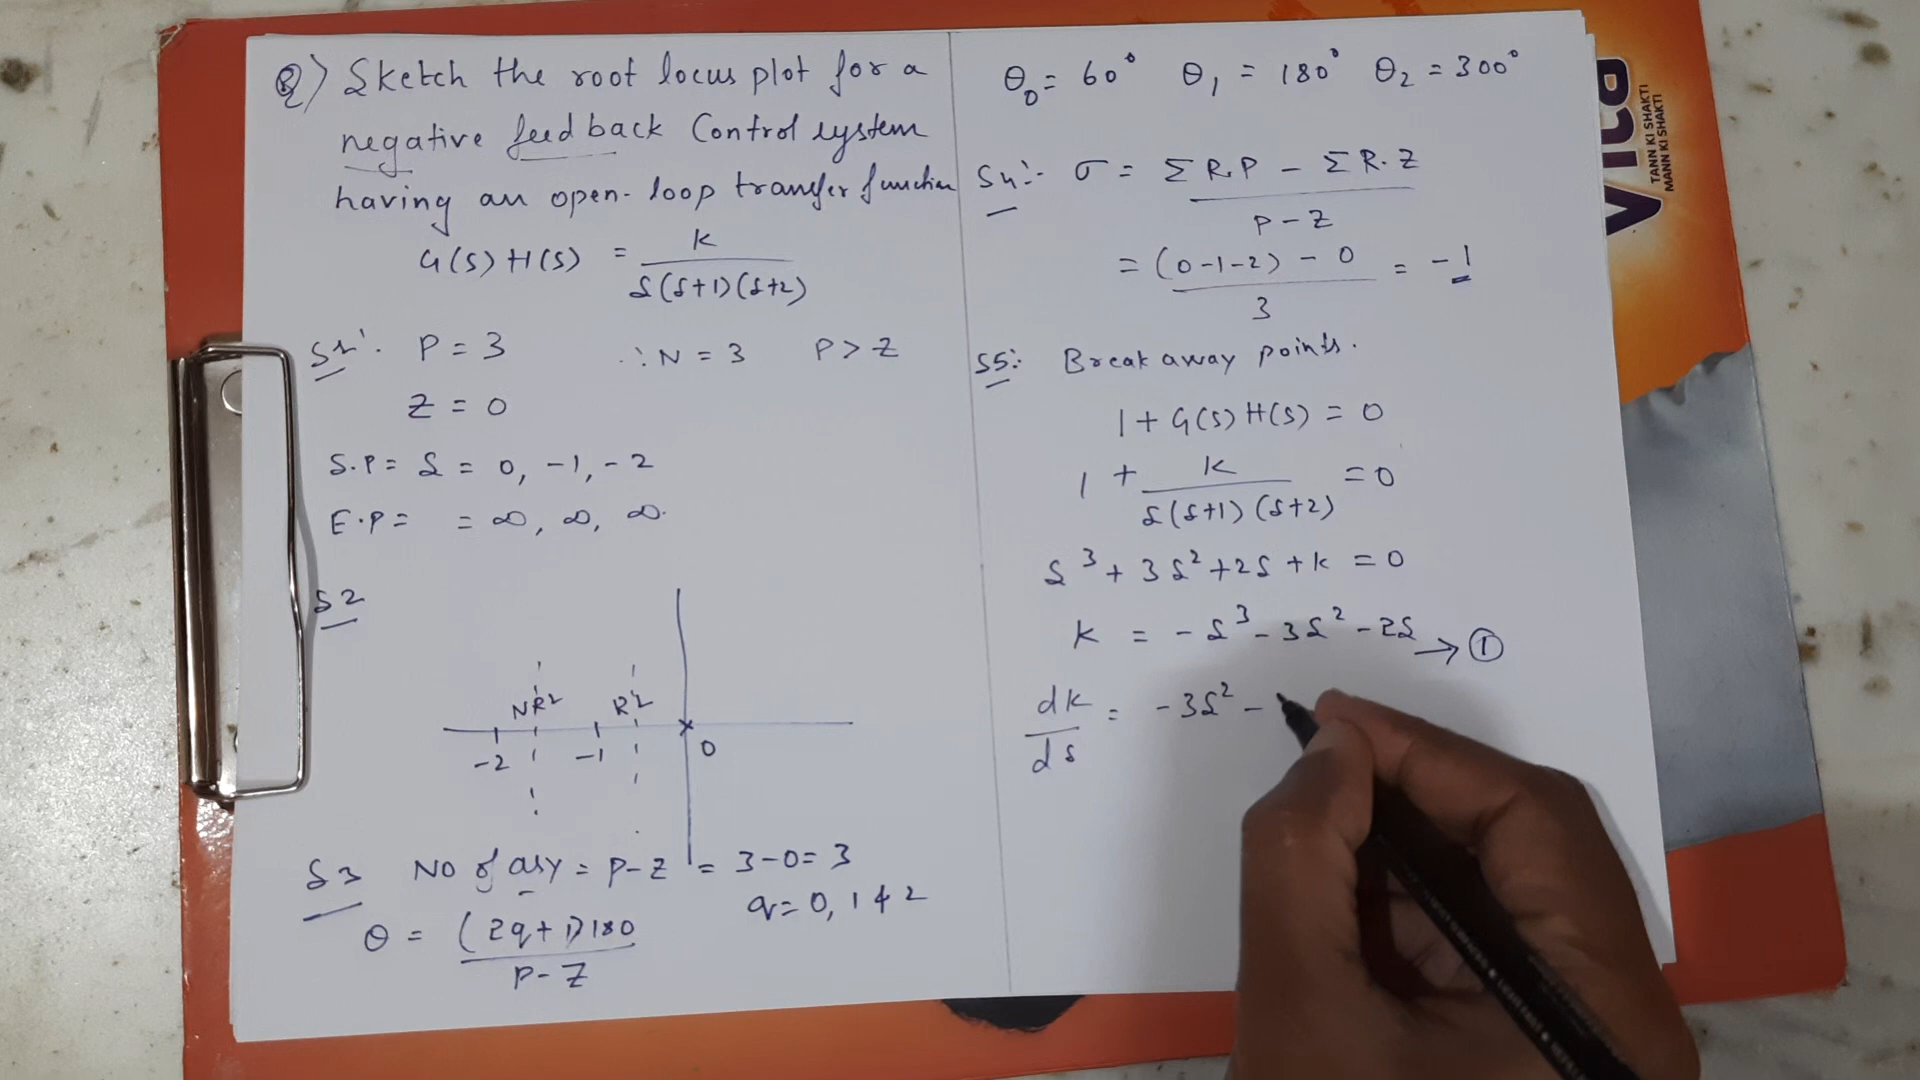 Q) Sketch the root locus plot for a
negative feedback Control system
having an open-loop transfer function
G(S) H(S) = K / S(S+1)(S+2)
S1: P = 3 ∴ N = 3 P > Z
Z = 0
S.P = S = 0, -1, -2
E.P = = ∞, ∞, ∞.
S2
NRL RL
-2 -1 0
S3 No of asy = P-Z = 3-0 = 3
q = 0, 1 & 2
θ = (2q+1)180 / P-Z
θ0 = 60° θ1 = 180° θ2 = 300°
S4:- σ = Σ R.P - Σ R.Z / P-Z
= (0-1-2) - 0 / 3 = -1
S5:- Break away points.
1 + G(S) H(S) = 0
1 + K / S(S+1)(S+2) = 0
S³ + 3S² + 2S + K = 0
K = -S³ - 3S² - 2S → ①
dK/dS = -3S² -
Vita
TANN KI SHAKTI
MANN KI SHAKTI